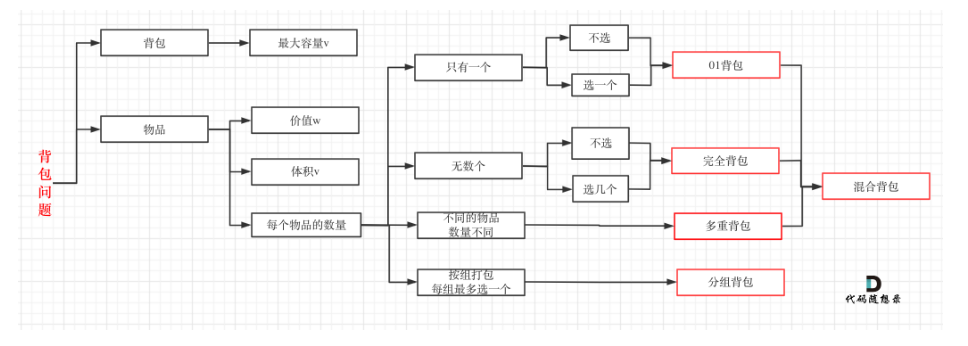 背包问题
背包
最大容量v
物品
价值w
体积v
每个物品的数量
只有一个
不选
选一个
01背包
无数个
不选
选几个
完全背包
不同的物品
数量不同
多重背包
混合背包
按组打包
每组最多选一个
分组背包
代码随想录